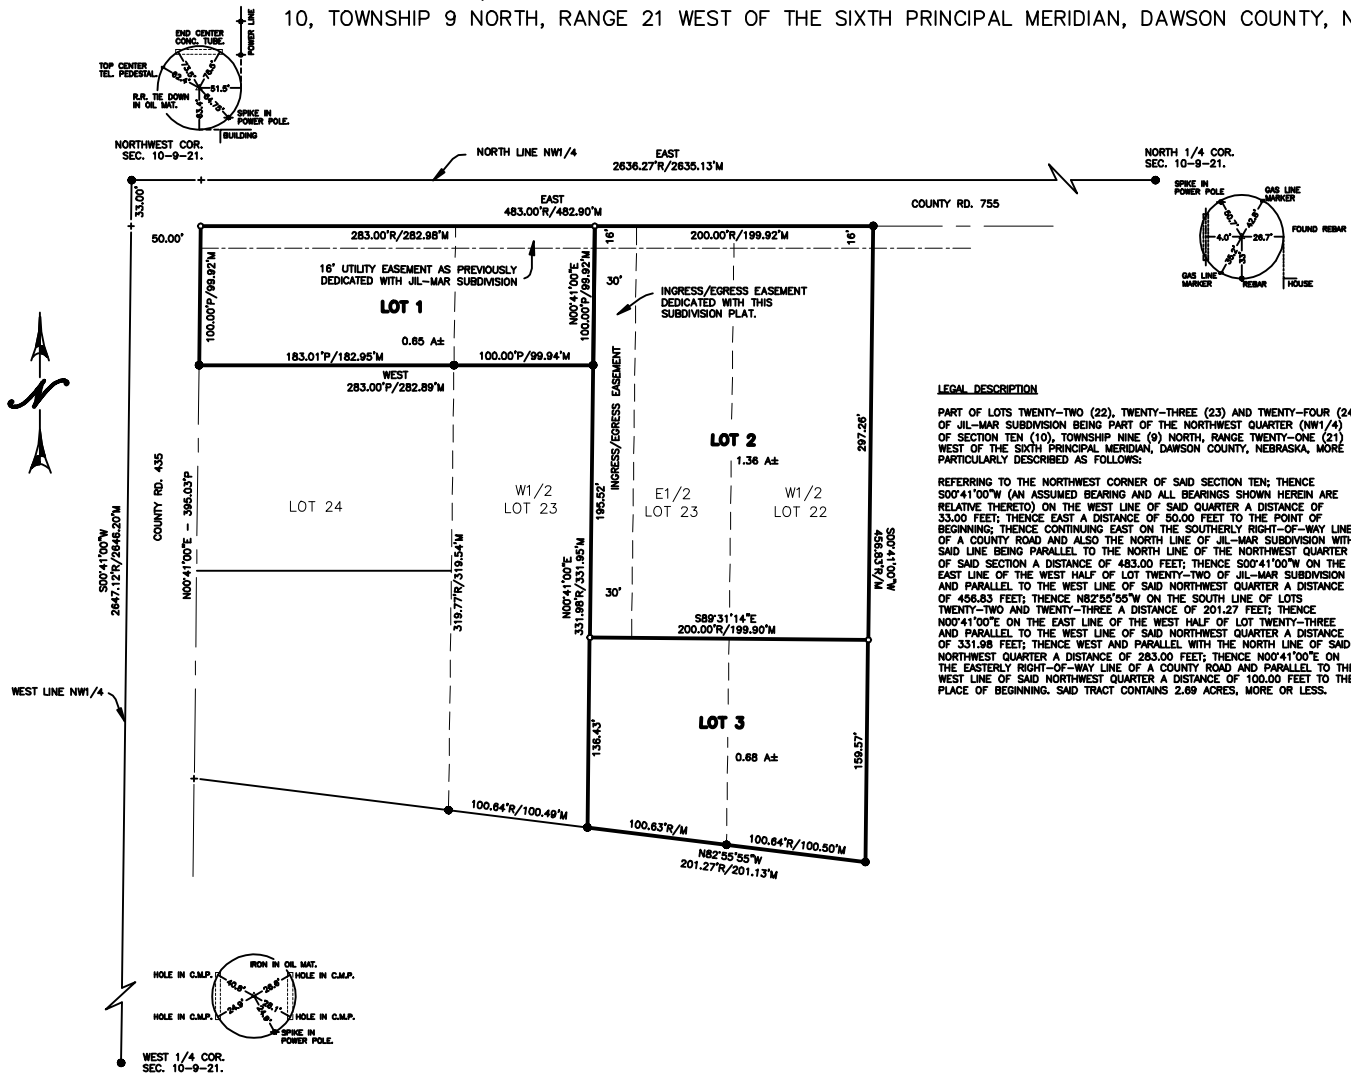 10, TOWNSHIP 9 NORTH, RANGE 21 WEST OF THE SIXTH PRINCIPAL MERIDIAN, DAWSON COUNTY, N
END CENTER
CONC. TUBE.
POWER LINE
TOP CENTER
TEL. PEDESTAL
73.5'
76.5'
62.4'
51.5'
R.R. TIE DOWN
IN OIL MAT.
64.75'
63.4'
SPIKE IN
POWER POLE.
BUILDING
NORTHWEST COR.
SEC. 10-9-21.
NORTH LINE NW1/4
EAST
2636.27'R/2635.13'M
NORTH 1/4 COR.
SEC. 10-9-21.
SPIKE IN
POWER POLE
GAS LINE
MARKER
50.7'
42.8'
4.0'
26.7'
FOUND REBAR
33'
GAS LINE
MARKER
REBAR
HOUSE
33.00'
EAST
483.00'R/482.90'M
COUNTY RD. 755
50.00'
283.00'R/282.98'M
16'
200.00'R/199.92'M
16'
16' UTILITY EASEMENT AS PREVIOUSLY
DEDICATED WITH JIL-MAR SUBDIVISION
100.00'P/99.92'M
N00°41'00"E
100.00'P/99.92'M
30'
INGRESS/EGRESS EASEMENT
DEDICATED WITH THIS
SUBDIVISION PLAT.
LOT 1
0.65 A±
183.01'P/182.95'M
100.00'P/99.94'M
WEST
283.00'P/282.89'M
INGRESS/EGRESS EASEMENT
LOT 2
1.36 A±
297.26'
COUNTY RD. 435
N00°41'00"E - 395.03'P
S00°41'00"W
2647.12'R/2646.20'M
LOT 24
W1/2
LOT 23
195.52'
E1/2
LOT 23
W1/2
LOT 22
319.77'R/319.54'M
N00°41'00"E
331.98'R/331.95'M
30'
S00°41'00"W
456.83'R/M
S89°31'14"E
200.00'R/199.90'M
WEST LINE NW1/4
LOT 3
0.68 A±
136.43'
159.57'
100.64'R/100.49'M
100.63'R/M
100.64'R/100.50'M
N82°55'55"W
201.27'R/201.13'M
LEGAL DESCRIPTION
PART OF LOTS TWENTY-TWO (22), TWENTY-THREE (23) AND TWENTY-FOUR (24
OF JIL-MAR SUBDIVISION BEING PART OF THE NORTHWEST QUARTER (NW1/4)
OF SECTION TEN (10), TOWNSHIP NINE (9) NORTH, RANGE TWENTY-ONE (21)
WEST OF THE SIXTH PRINCIPAL MERIDIAN, DAWSON COUNTY, NEBRASKA, MORE
PARTICULARLY DESCRIBED AS FOLLOWS:
REFERRING TO THE NORTHWEST CORNER OF SAID SECTION TEN; THENCE
S00°41'00"W (AN ASSUMED BEARING AND ALL BEARINGS SHOWN HEREIN ARE
RELATIVE THERETO) ON THE WEST LINE OF SAID QUARTER A DISTANCE OF
33.00 FEET; THENCE EAST A DISTANCE OF 50.00 FEET TO THE POINT OF
BEGINNING; THENCE CONTINUING EAST ON THE SOUTHERLY RIGHT-OF-WAY LINE
OF A COUNTY ROAD AND ALSO THE NORTH LINE OF JIL-MAR SUBDIVISION WITH
SAID LINE BEING PARALLEL TO THE NORTH LINE OF THE NORTHWEST QUARTER
OF SAID SECTION A DISTANCE OF 483.00 FEET; THENCE S00°41'00"W ON THE
EAST LINE OF THE WEST HALF OF LOT TWENTY-TWO OF JIL-MAR SUBDIVISION
AND PARALLEL TO THE WEST LINE OF SAID NORTHWEST QUARTER A DISTANCE
OF 456.83 FEET; THENCE N82°55'55"W ON THE SOUTH LINE OF LOTS
TWENTY-TWO AND TWENTY-THREE A DISTANCE OF 201.27 FEET; THENCE
N00°41'00"E ON THE EAST LINE OF THE WEST HALF OF LOT TWENTY-THREE
AND PARALLEL TO THE WEST LINE OF SAID NORTHWEST QUARTER A DISTANCE
OF 331.98 FEET; THENCE WEST AND PARALLEL WITH THE NORTH LINE OF SAID
NORTHWEST QUARTER A DISTANCE OF 283.00 FEET; THENCE N00°41'00"E ON
THE EASTERLY RIGHT-OF-WAY LINE OF A COUNTY ROAD AND PARALLEL TO THE
WEST LINE OF SAID NORTHWEST QUARTER A DISTANCE OF 100.00 FEET TO THE
PLACE OF BEGINNING. SAID TRACT CONTAINS 2.69 ACRES, MORE OR LESS.
IRON IN OIL MAT.
HOLE IN C.M.P.
HOLE IN C.M.P.
40.8'
24.9'
HOLE IN C.M.P.
HOLE IN C.M.P.
SPIKE IN
POWER POLE.
WEST 1/4 COR.
SEC. 10-9-21.
N